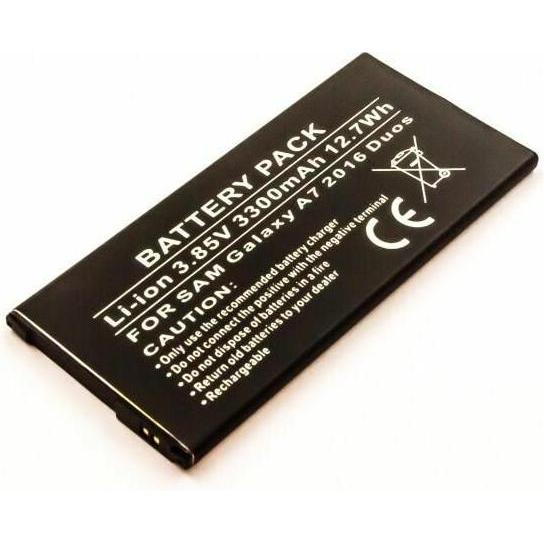 BATTERY PACK
Li-ion 3.85V 3300mAh 12.7Wh
FOR SAM Galaxy A7 2016 Duos
CAUTION:
*Only use the recommended battery charger
*Do not connect the positive with the negative terminal
*Do not dispose of batteries in a fire
*Return old batteries to your dealer
*Rechargeable
CE